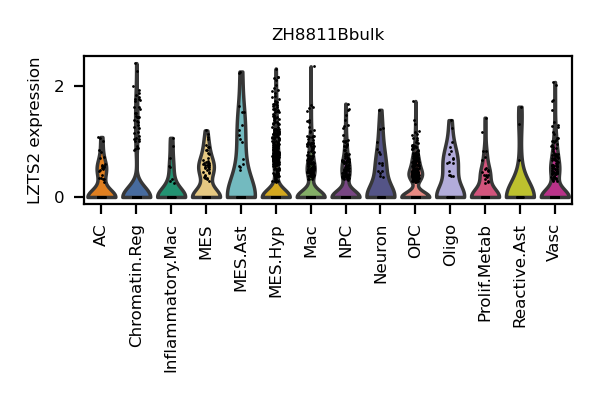 ZH8811Bbulk
LZTS2 expression
2
0
AC
Chromatin.Reg
Inflammatory.Mac
MES
MES.Ast
MES.Hyp
Mac
NPC
Neuron
OPC
Oligo
Prolif.Metab
Reactive.Ast
Vasc